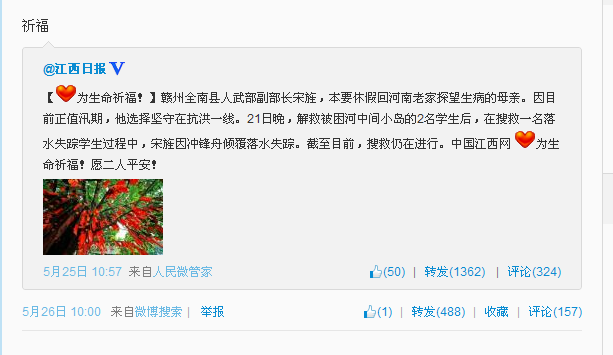 祈福
@江西日报
【为生命祈福！】赣州全南县人武部副部长宋旌，本要休假回河南老家探望生病的母亲。因目
前正值汛期，他选择坚守在抗洪一线。21日晚，解救被困河中间小岛的2名学生后，在搜救一名落
水失踪学生过程中，宋旌因冲锋舟倾覆落水失踪。截至目前，搜救仍在进行。中国江西网 为生
命祈福！愿二人平安！
5月25日 10:57 来自人民微管家 (50) | 转发(1362) | 评论(324)
5月26日 10:00 来自微博搜索 | 举报 (1) | 转发(488) | 收藏 | 评论(157)